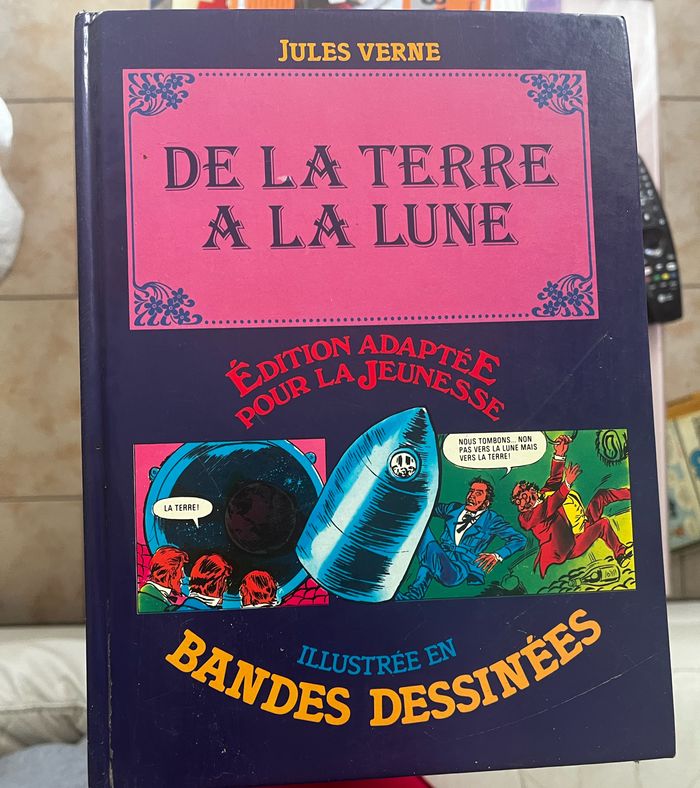 JULES VERNE
DE LA TERRE
A LA LUNE
ÉDITION ADAPTÉE
POUR LA JEUNESSE
LA TERRE!
NOUS TOMBONS... NON
PAS VERS LA LUNE MAIS
VERS LA TERRE!
ILLUSTRÉE EN
BANDES DESSINÉES